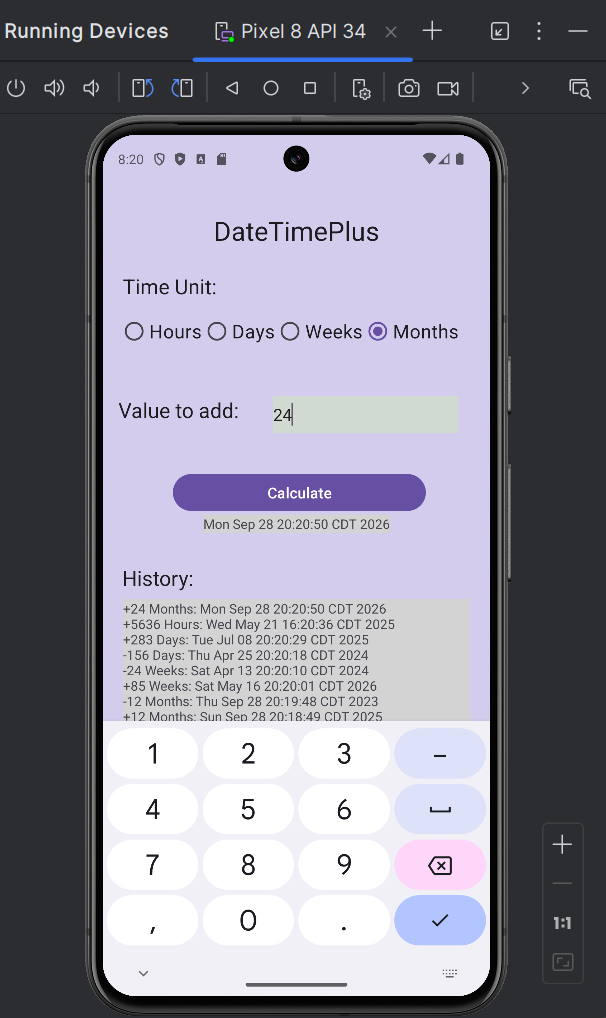 Running Devices Pixel 8 API 34
8:20 A
DateTimePlus
Time Unit:
Hours Days Weeks Months
Value to add: 24
Calculate
Mon Sep 28 20:20:50 CDT 2026
History:
+24 Months: Mon Sep 28 20:20:50 CDT 2026
+5636 Hours: Wed May 21 16:20:36 CDT 2025
+283 Days: Tue Jul 08 20:20:29 CDT 2025
-156 Days: Thu Apr 25 20:20:18 CDT 2024
-24 Weeks: Sat Apr 13 20:20:10 CDT 2024
+85 Weeks: Sat May 16 20:20:01 CDT 2026
-12 Months: Thu Sep 28 20:19:48 CDT 2023
+12 Months: Sun Sep 28 20:18:49 CDT 2025
1 2 3 –
4 5 6
7 8 9
, 0 .
1:1